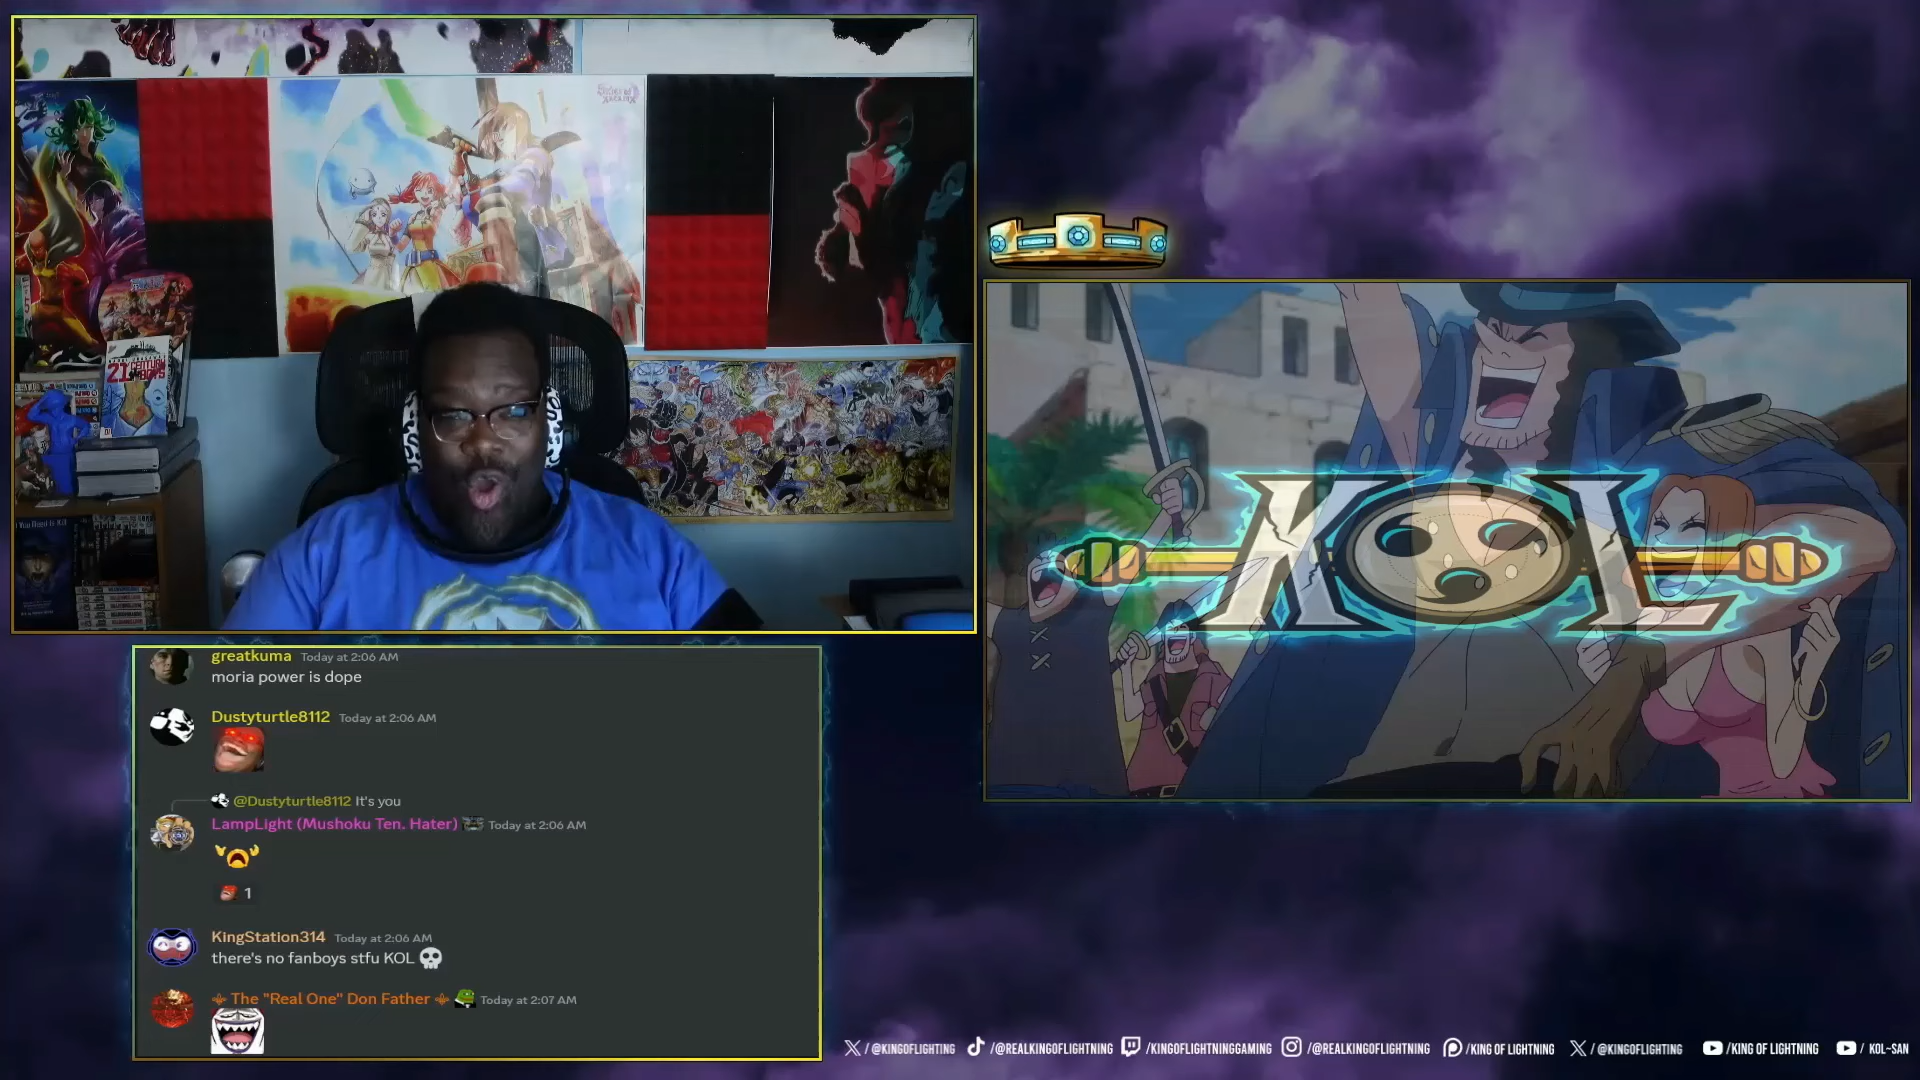 EDENS
21ST CENTURY
BOYS
KOL
greatkuma Today at 2:06 AM
moria power is dope
Dustyturtle8112 Today at 2:06 AM
@Dustyturtle8112 It's you
LampLight (Mushoku Ten. Hater) Today at 2:06 AM
1
KingStation314 Today at 2:06 AM
there's no fanboys stfu KOL
The "Real One" Don Father Today at 2:07 AM
/ @KINGOFLIGHTING /@REALKINGOFLIGHTNING /KINGOFLIGHTNINGGAMING /@REALKINGOFLIGHTNING /KING OF LIGHTNING / @KINGOFLIGHTING /KING OF LIGHTNING / KOL-SAN